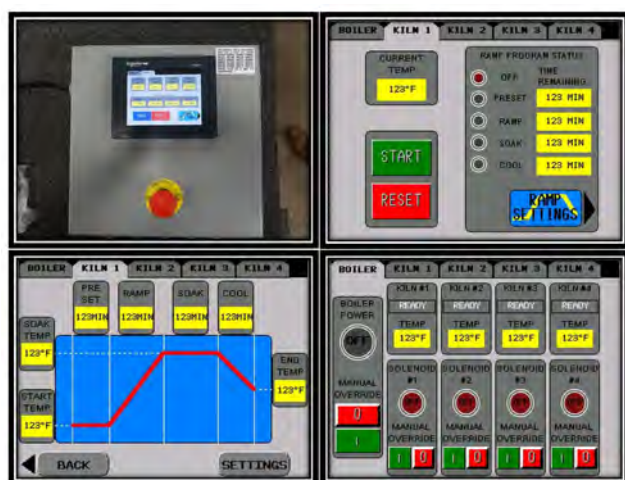 BOILER KILN 1 KILN 2 KILN 3 KILN 4
CURRENT
TEMP
123°F
START
RESET
RAMP PROGRAM STATUS
TIME
REMAINING
OFF
PRESET 123 MIN
RAMP 123 MIN
SOAK 123 MIN
COOL 123 MIN
RAMP
SETTINGS
BOILER KILN 1 KILN 2 KILN 3 KILN 4
PRE
SET
RAMP
SOAK
COOL
123MIN 123MIN 123MIN 123MIN
SOAK
TEMP
123°F
START
TEMP
123°F
END
TEMP
123°F
BACK
SETTINGS
BOILER KILN 1 KILN 2 KILN 3 KILN 4
BOILER
POWER
OFF
MANUAL
OVERRIDE
0
I
KILN #1 KILN #2 KILN #3 KILN #4
READY READY READY READY
TEMP TEMP TEMP TEMP
123°F 123°F 123°F 123°F
SOLENOID SOLENOID SOLENOID SOLENOID
#1 #2 #3 #4
OFF OFF OFF OFF
MANUAL MANUAL MANUAL MANUAL
OVERRIDE OVERRIDE OVERRIDE OVERRIDE
I 0 I 0 I 0 I 0